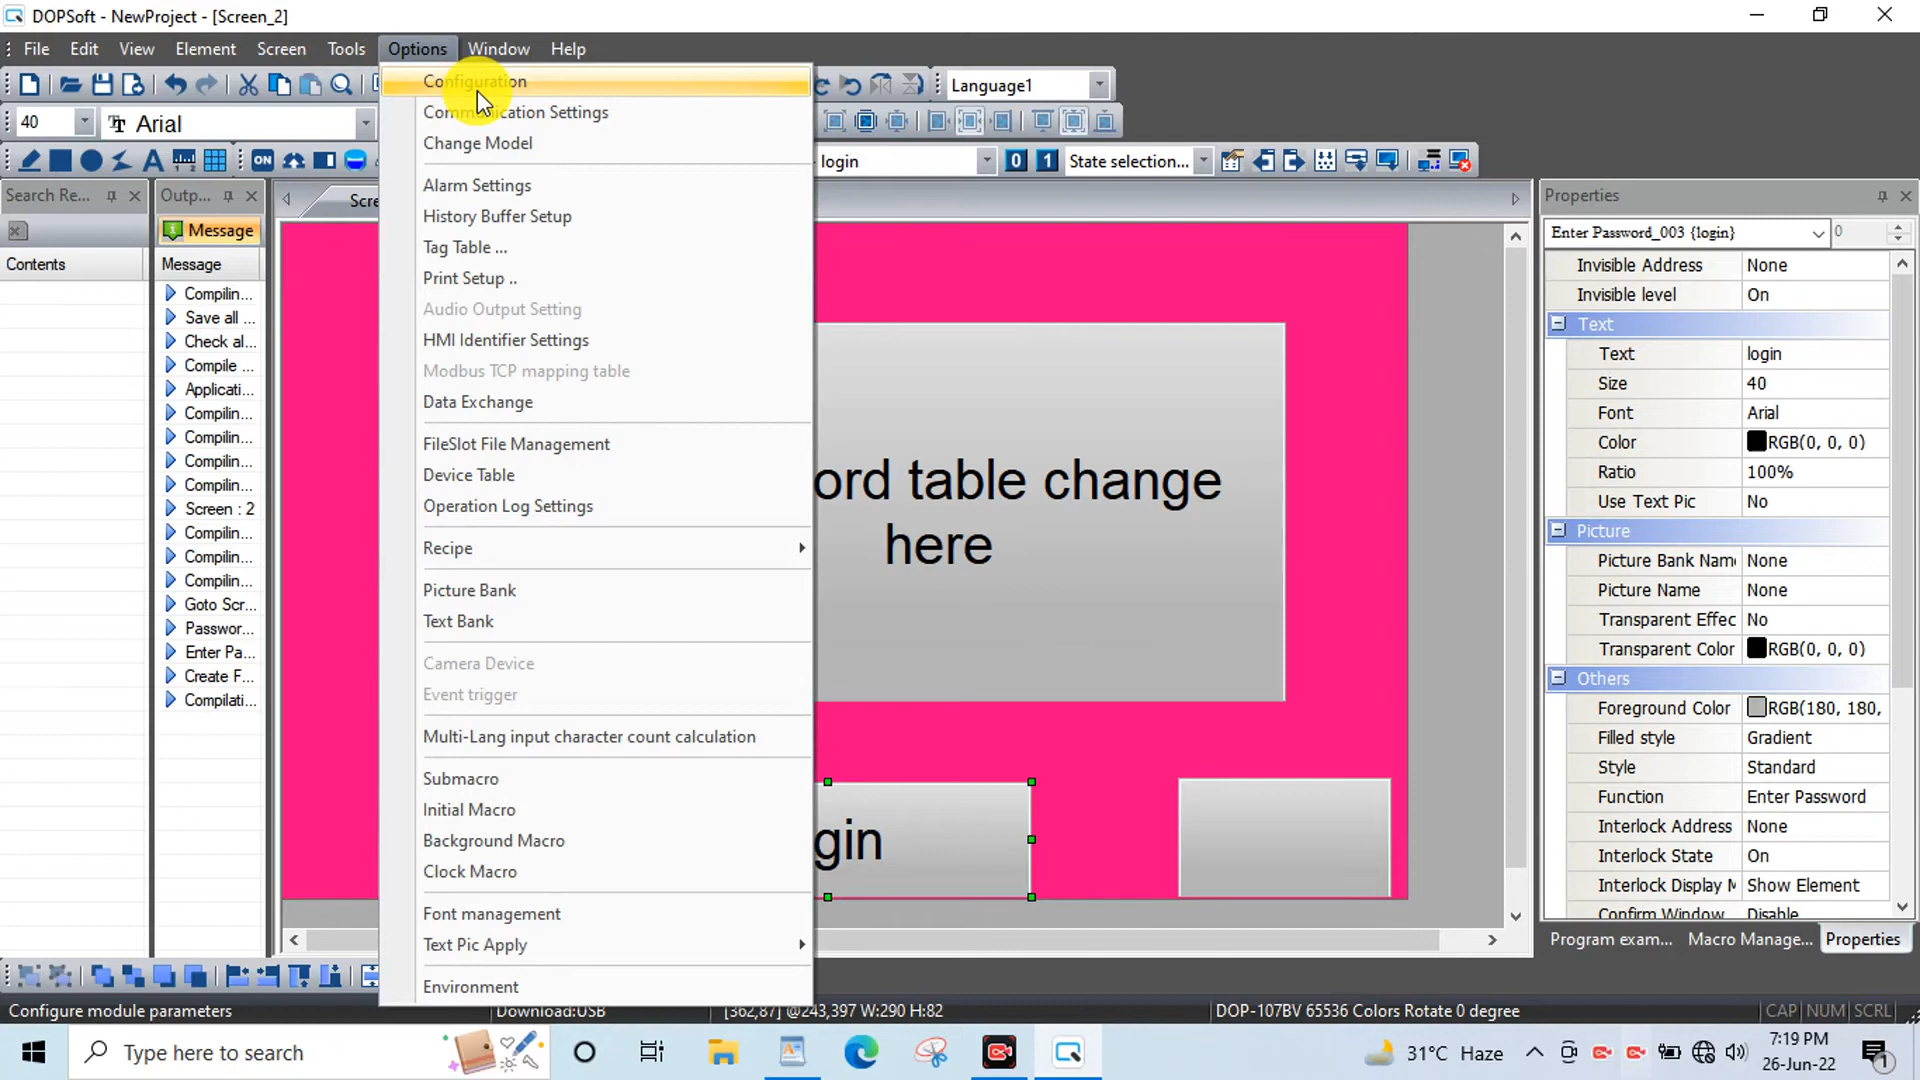 DOPSoft - NewProject - [Screen_2]
File Edit View Element Screen Tools Options Window Help
Language1
40 Arial
login State selection...
Search Re... Outp... Scre Properties
Message
Enter Password_003 {login} 0
Contents Message
Compilin...
Save all ...
Check al...
Compile ...
Applicati...
Compilin...
Compilin...
Compilin...
Compilin...
Screen : 2
Compilin...
Compilin...
Compilin...
Goto Scr...
Passwor...
Enter Pa...
Create F...
Compilati...
Configuration
Communication Settings
Change Model
Alarm Settings
History Buffer Setup
Tag Table ...
Print Setup ..
Audio Output Setting
HMI Identifier Settings
Modbus TCP mapping table
Data Exchange
FileSlot File Management
Device Table
Operation Log Settings
Recipe
Picture Bank
Text Bank
Camera Device
Event trigger
Multi-Lang input character count calculation
Submacro
Initial Macro
Background Macro
Clock Macro
Font management
Text Pic Apply
Environment
ord table change
here
gin
Invisible Address None
Invisible level On
Text
Text login
Size 40
Font Arial
Color RGB(0, 0, 0)
Ratio 100%
Use Text Pic No
Picture
Picture Bank Nam None
Picture Name None
Transparent Effec No
Transparent Color RGB(0, 0, 0)
Others
Foreground Color RGB(180, 180,
Filled style Gradient
Style Standard
Function Enter Password
Interlock Address None
Interlock State On
Interlock Display M Show Element
Confirm Window Disable
Program exam... Macro Manage... Properties
Configure module parameters Download:USB [362,87] @243,397 W:290 H:82 DOP-107BV 65536 Colors Rotate 0 degree CAP NUM SCRL
Type here to search 31°C Haze 7:19 PM
26-Jun-22 1